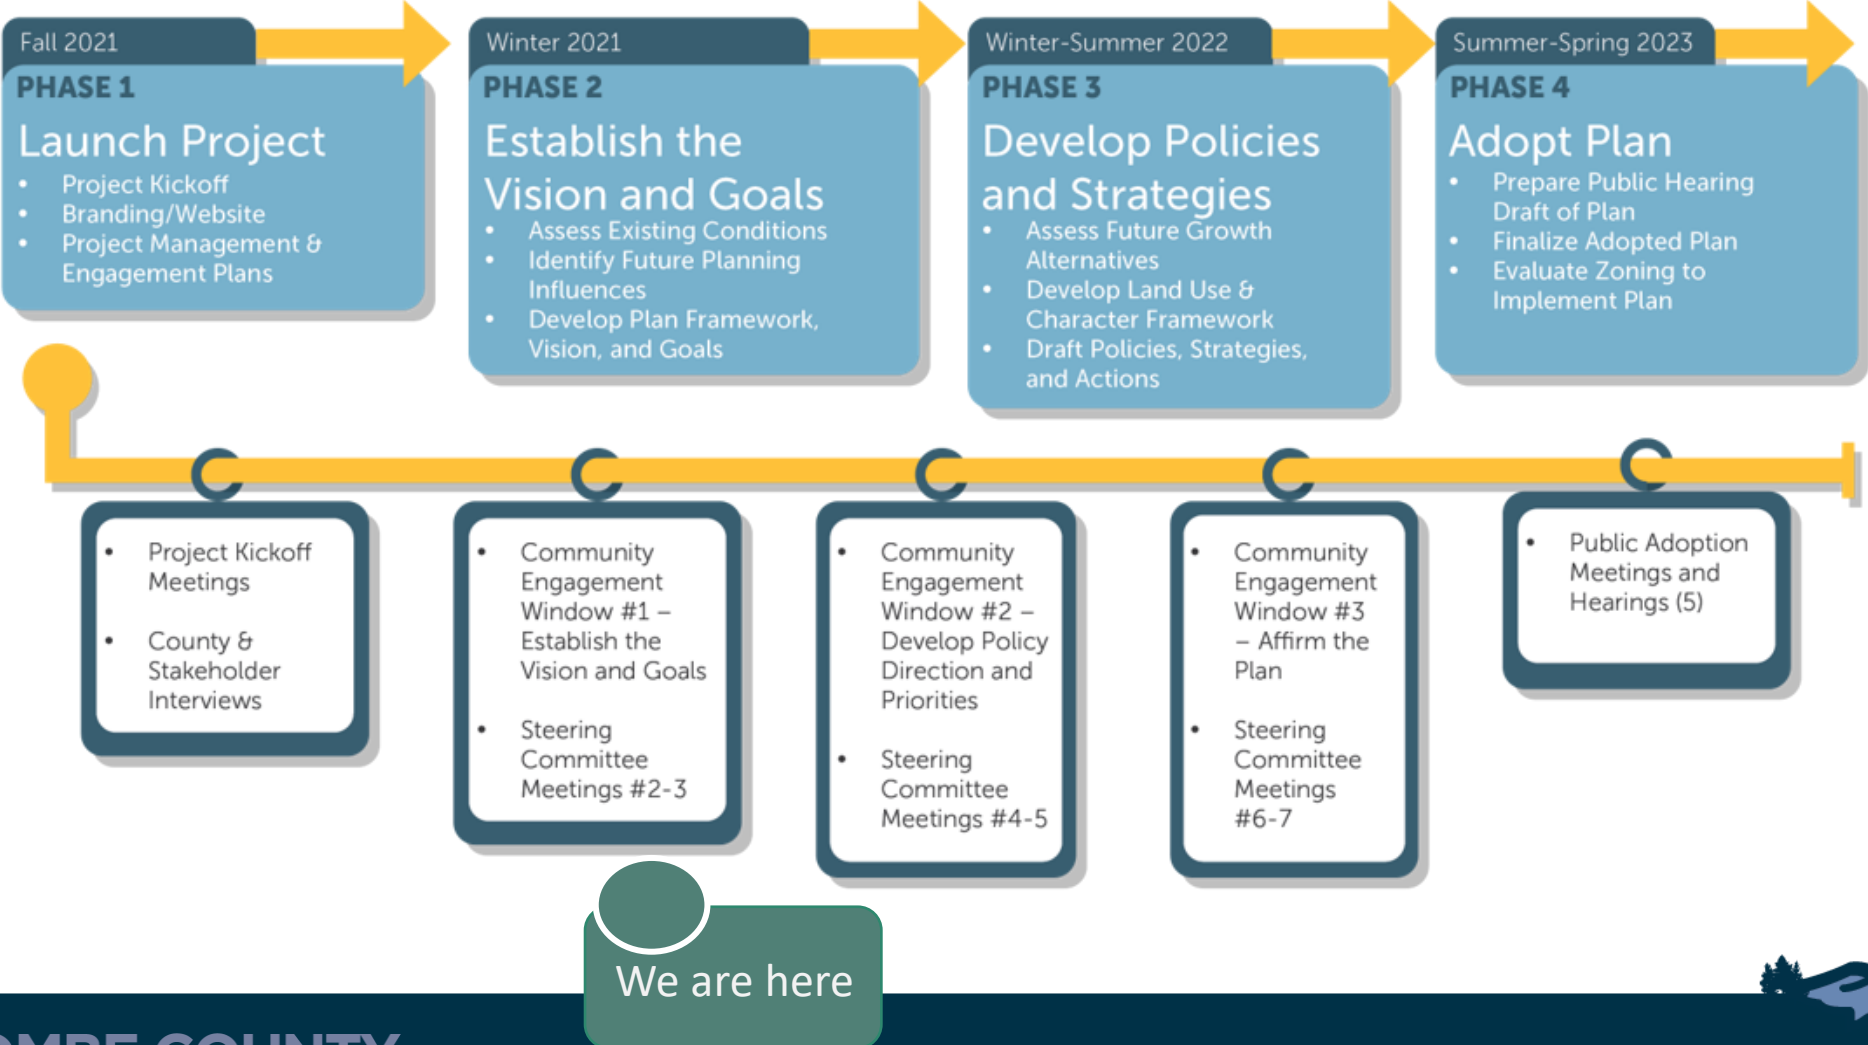 Fall 2021
PHASE 1
Launch Project
• Project Kickoff
• Branding/Website
• Project Management &
Engagement Plans
Winter 2021
PHASE 2
Establish the
Vision and Goals
• Assess Existing Conditions
• Identify Future Planning
Influences
• Develop Plan Framework,
Vision, and Goals
Winter-Summer 2022
PHASE 3
Develop Policies
and Strategies
• Assess Future Growth
Alternatives
• Develop Land Use &
Character Framework
• Draft Policies, Strategies,
and Actions
Summer-Spring 2023
PHASE 4
Adopt Plan
• Prepare Public Hearing
Draft of Plan
• Finalize Adopted Plan
• Evaluate Zoning to
Implement Plan
• Project Kickoff
Meetings
• County &
Stakeholder
Interviews
• Community
Engagement
Window #1 –
Establish the
Vision and Goals
• Steering
Committee
Meetings #2-3
• Community
Engagement
Window #2 –
Develop Policy
Direction and
Priorities
• Steering
Committee
Meetings #4-5
• Community
Engagement
Window #3
– Affirm the
Plan
• Steering
Committee
Meetings
#6-7
• Public Adoption
Meetings and
Hearings (5)
We are here
COUNTY